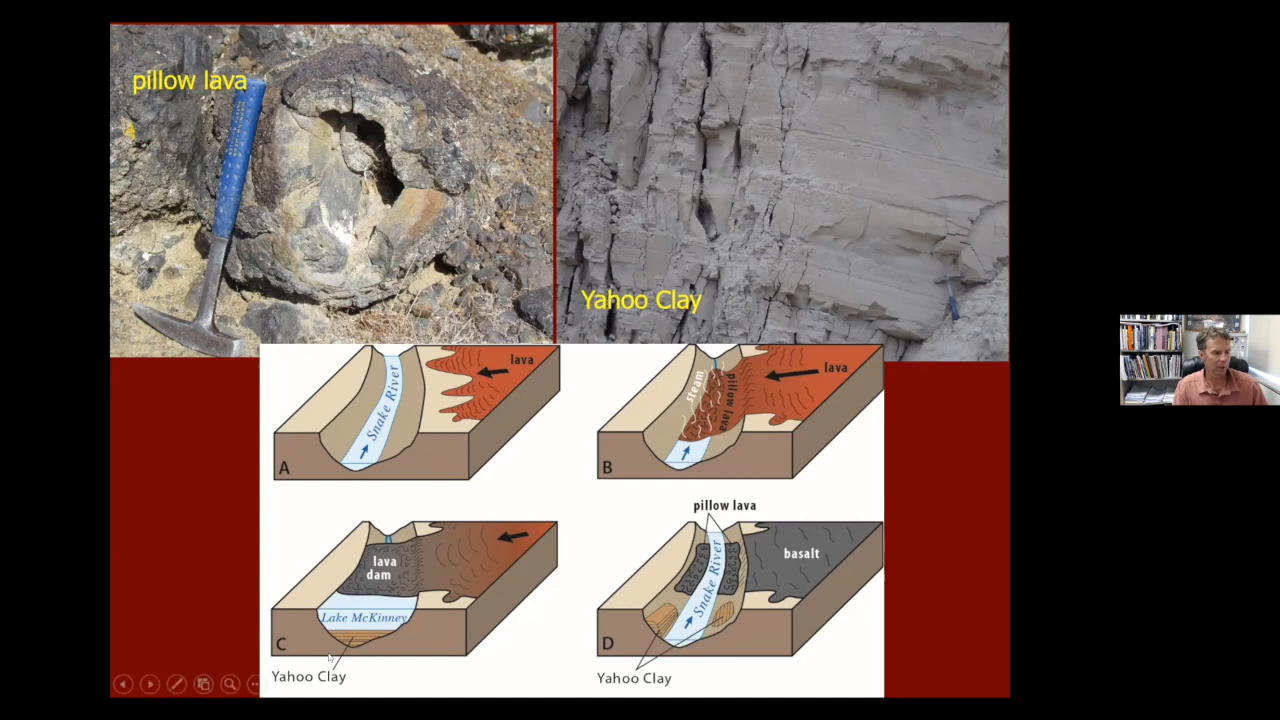 pillow lava
Yahoo Clay
lava
Snake River
A
lava
steam
pillow lava
B
lava
dam
Lake McKinney
C
Yahoo Clay
pillow lava
basalt
Snake River
D
Yahoo Clay